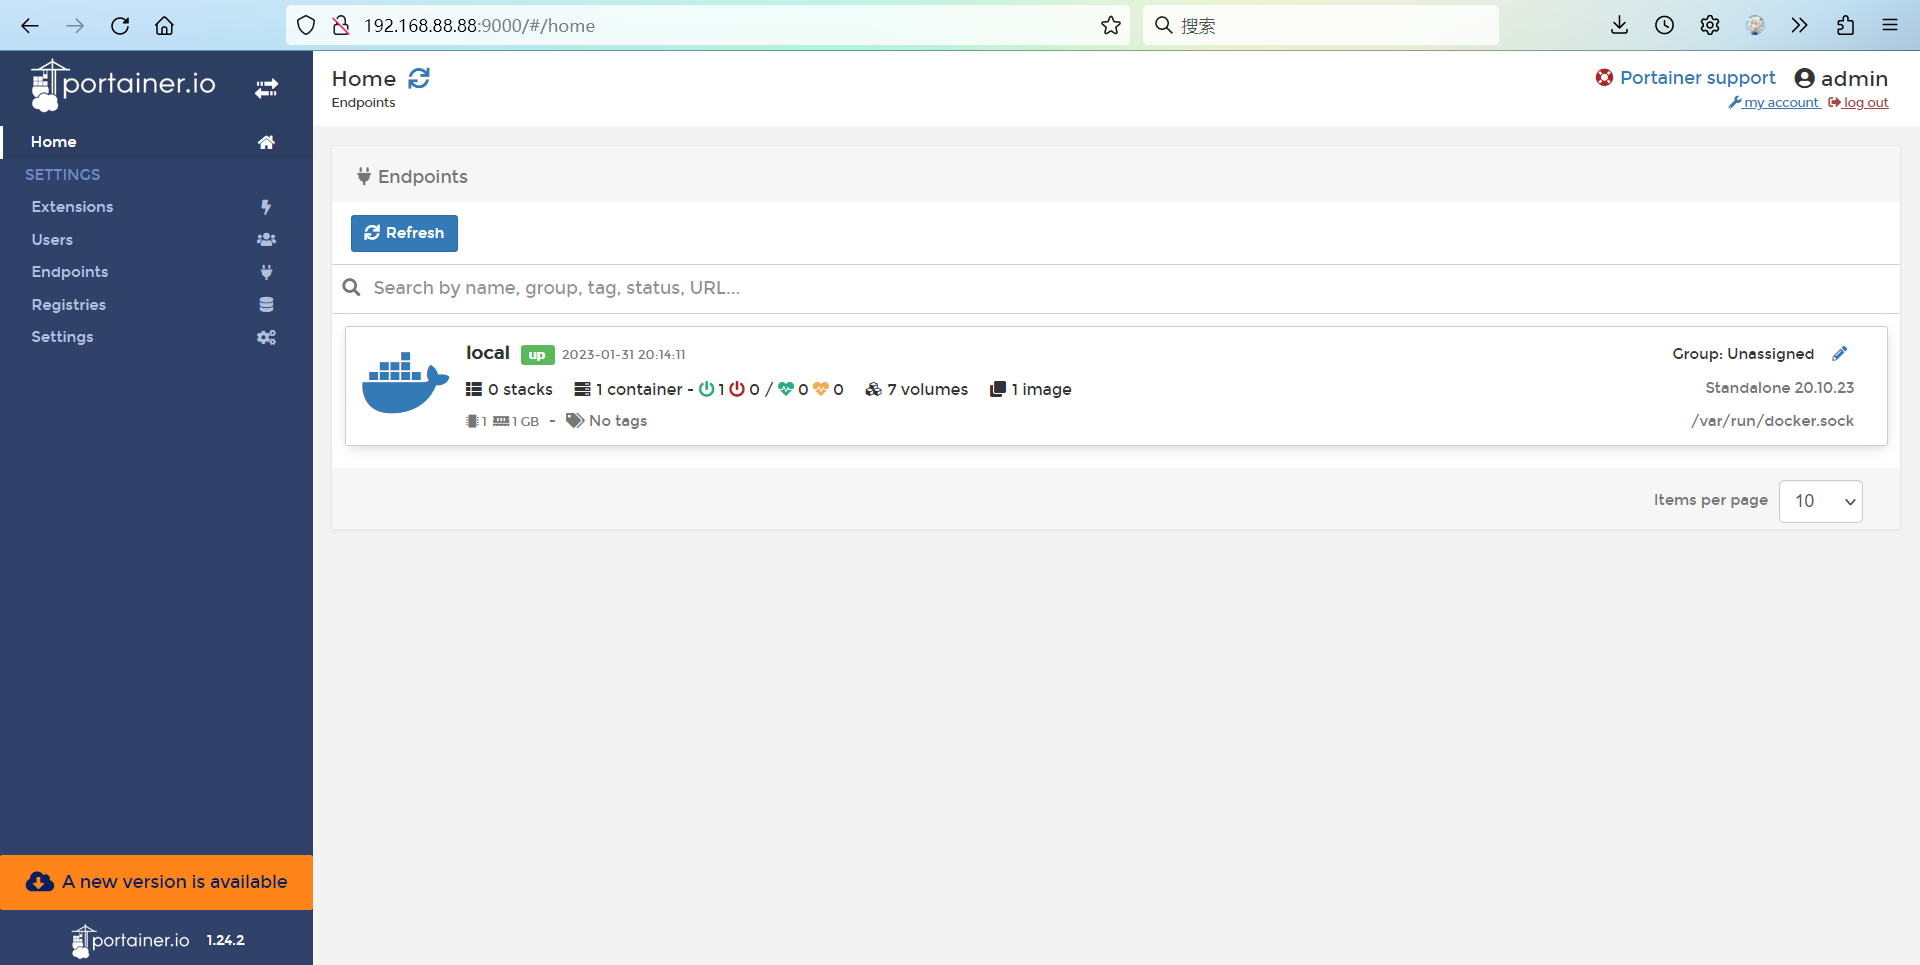 192.168.88.88:9000/#/home
搜索
portainer.io
Home
Endpoints
Portainer support
admin
my account
log out
Home
SETTINGS
Extensions
Users
Endpoints
Registries
Settings
Endpoints
Refresh
Search by name, group, tag, status, URL...
local up 2023-01-31 20:14:11
Group: Unassigned
0 stacks 1 container - 1 0 / 0 0 7 volumes 1 image
Standalone 20.10.23
1 1 GB - No tags
/var/run/docker.sock
Items per page 10
A new version is available
portainer.io 1.24.2